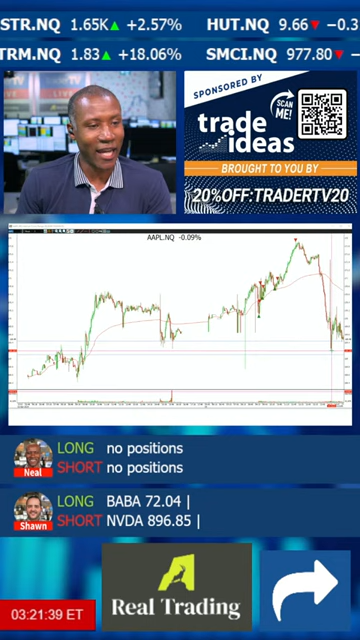 STR.NQ 1.65K▲ +2.57% HUT.NQ 9.66▼ −0.3
TRM.NQ 1.83▲ +18.06% SMCI.NQ 977.80▼ −
SPONSORED BY
SCAN ME!
trade ideas
BROUGHT TO YOU BY
20%OFF:TRADERTV20
AAPL.NQ -0.09%
LONG no positions
SHORT no positions
Neal
LONG BABA 72.04 |
SHORT NVDA 896.85 |
Shawn
Real Trading
03:21:39 ET